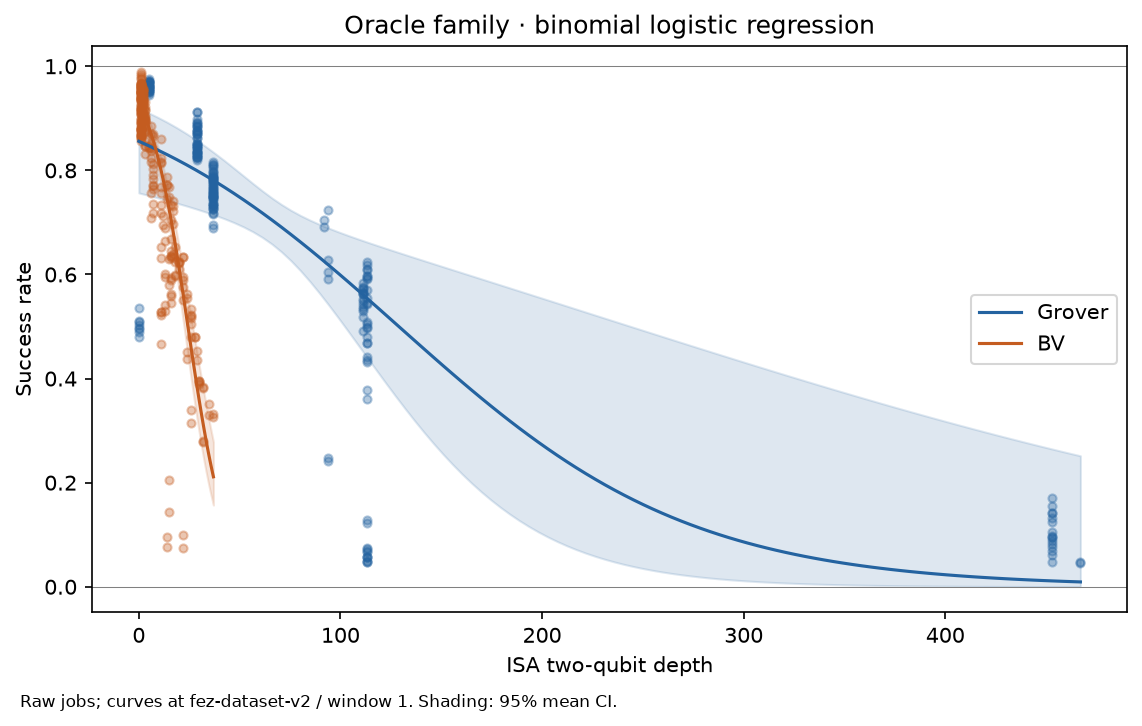 Oracle family · binomial logistic regression
1.0
0.8
0.6
0.4
0.2
0.0
Success rate
Grover
BV
0
100
200
300
400
ISA two-qubit depth
Raw jobs; curves at fez-dataset-v2 / window 1. Shading: 95% mean CI.